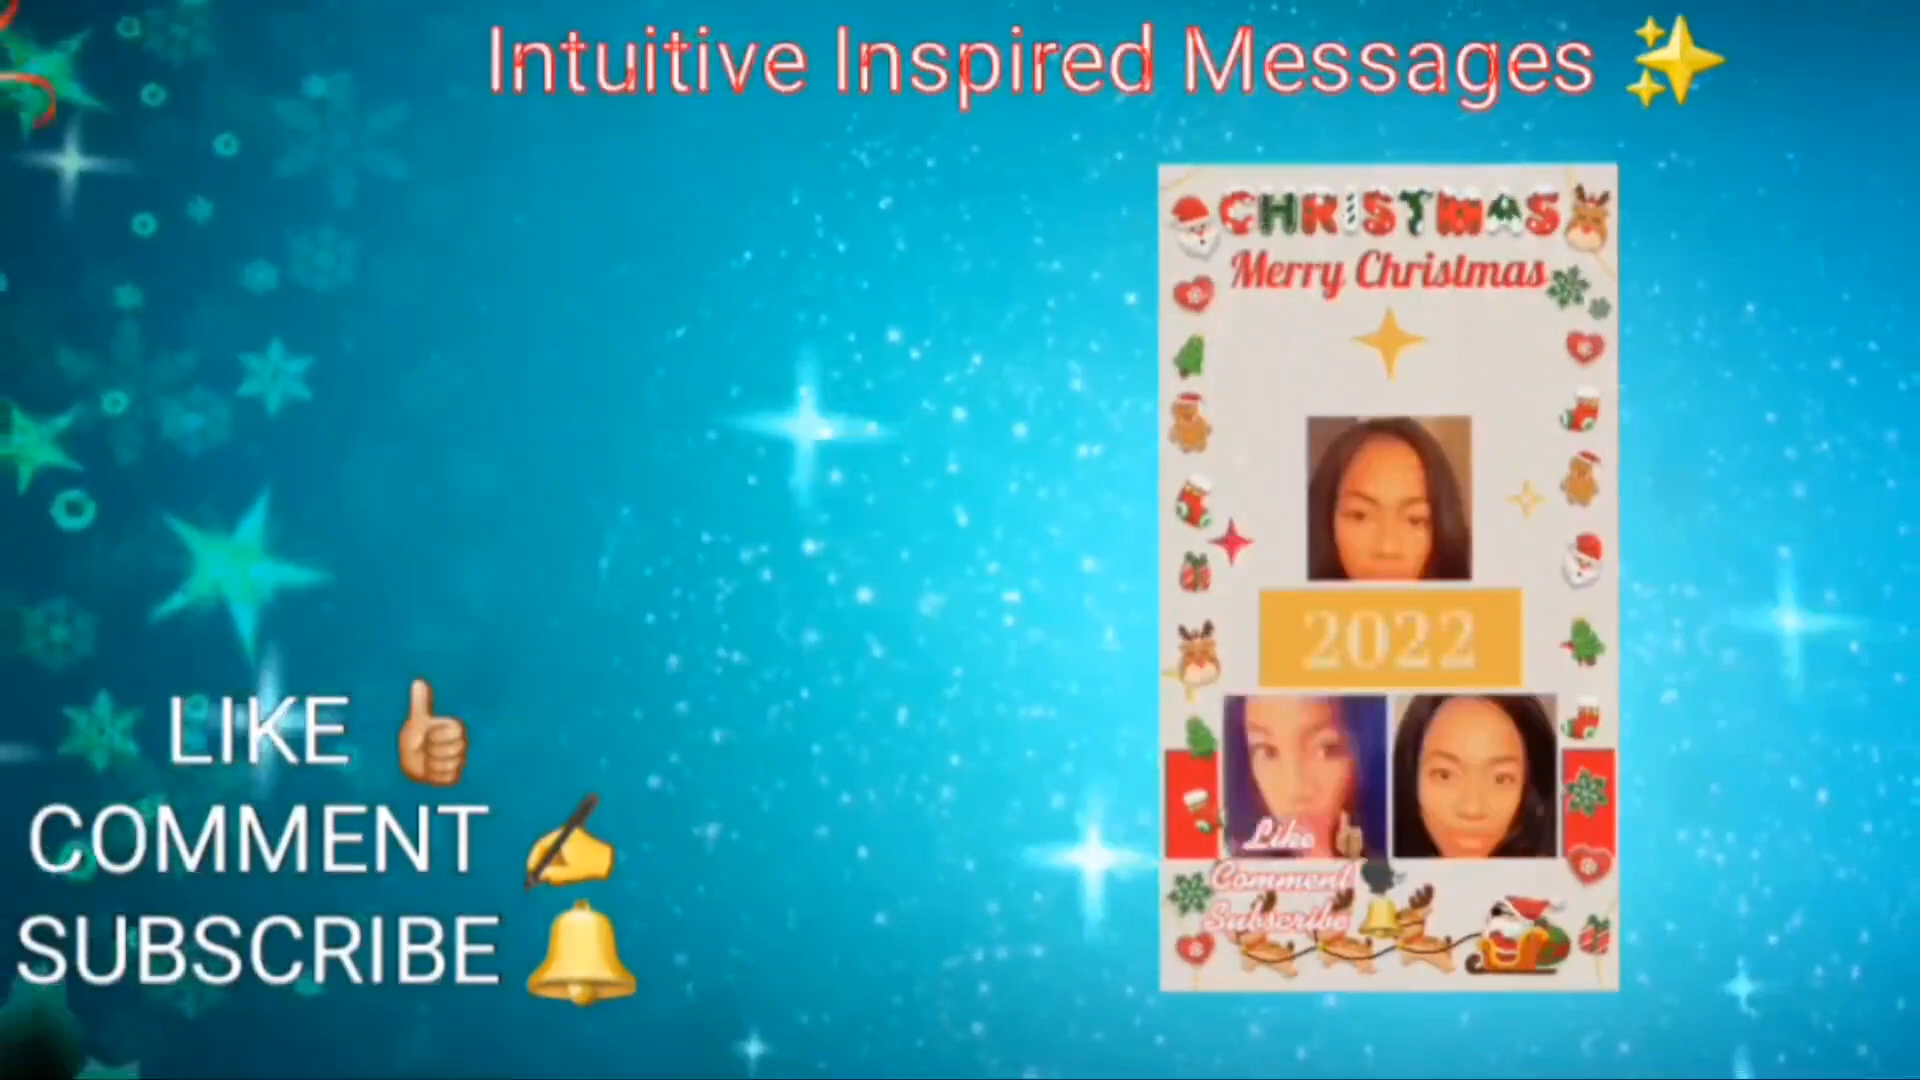 Intuitive Inspired Messages
CHRISTMAS
Merry Christmas
2022
LIKE
COMMENT
SUBSCRIBE
Like
Comment
Subscribe